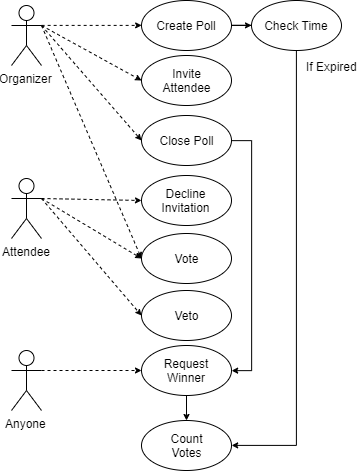 Create Poll
Check Time
Organizer
Invite
Attendee
If Expired
Close Poll
Decline
Invitation
Attendee
Vote
Veto
Request
Winner
Anyone
Count
Votes